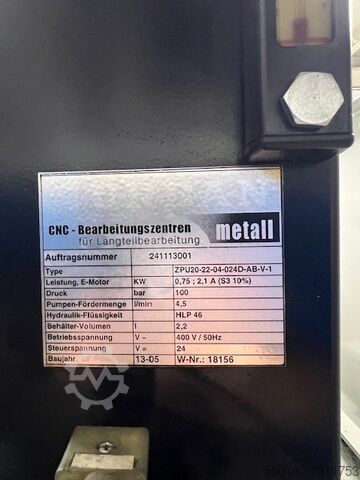 CNC - Bearbeitungszentren metall
für Langteilbearbeitung
Auftragsnummer 241113001
Type ZPU20-22-04-024D-AB-V-1
Leistung, E-Motor KW 0,75 ; 2,1 A (S3 10%)
Druck bar 100
Pumpen-Fördermenge l/min 4,5
Hydraulik-Flüssigkeit HLP 46
Behälter-Volumen l 2,2
Betriebsspannung V~ 400 V / 50Hz
Steuerspannung V= 24
Baujahr 13-05 W-Nr.: 18156